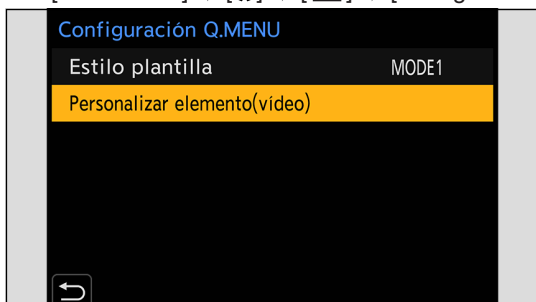 Configuración Q.MENU
Estilo plantilla MODE1
Personalizar elemento(vídeo)